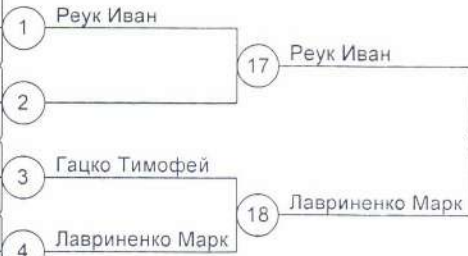 1 Реук Иван
17 Реук Иван
2
3 Гацко Тимофей
18 Лавриненко Марк
4 Лавриненко Марк